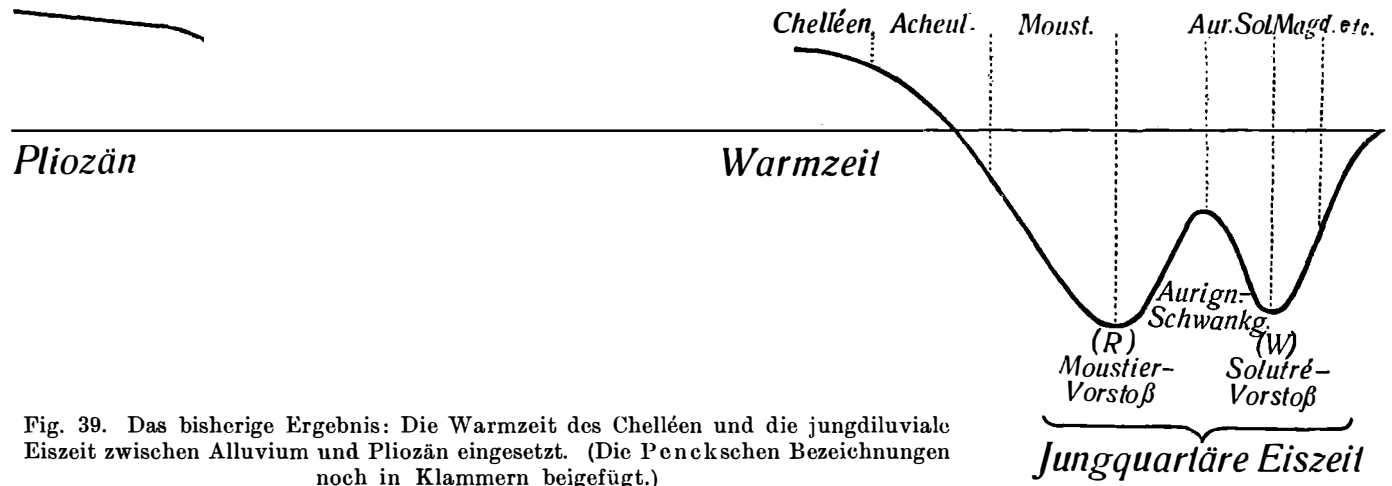 Chelléen Acheul- Moust. Aur. Sol. Magd. etc.
Pliozän Warmzeit
Aurign.-
Schwankg.
(R) (W)
Moustier- Solutré-
Vorstoß Vorstoß
Jungquartäre Eiszeit
Fig. 39. Das bisherige Ergebnis: Die Warmzeit des Chelléen und die jungdiluviale
Eiszeit zwischen Alluvium und Pliozän eingesetzt. (Die Penckschen Bezeichnungen
noch in Klammern beigefügt.)